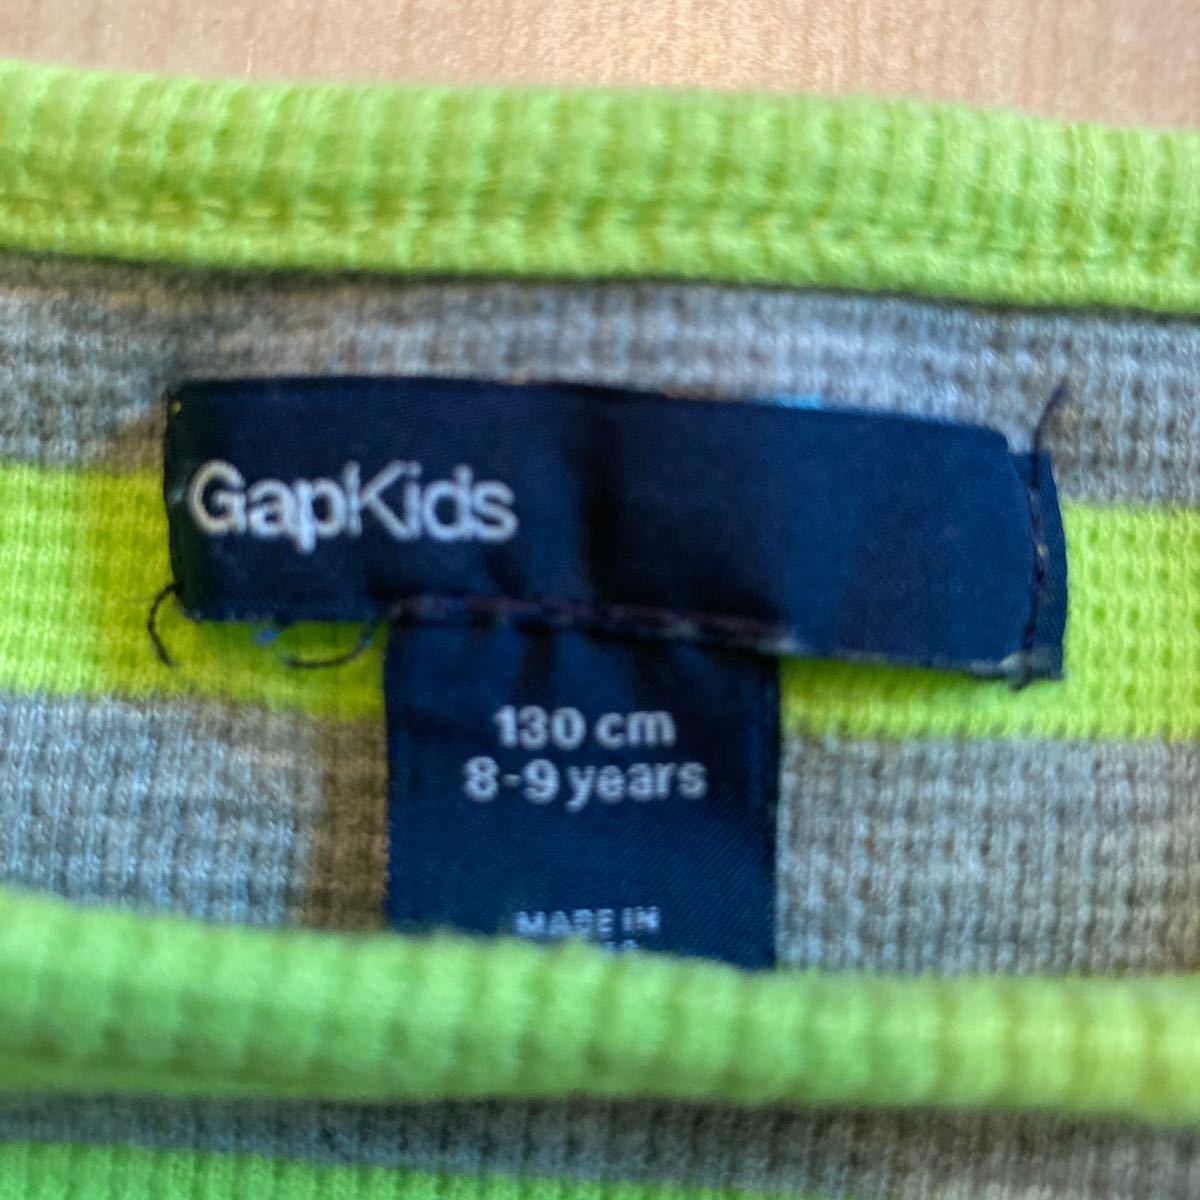 GapKids
130 cm
8-9 years
MADE IN